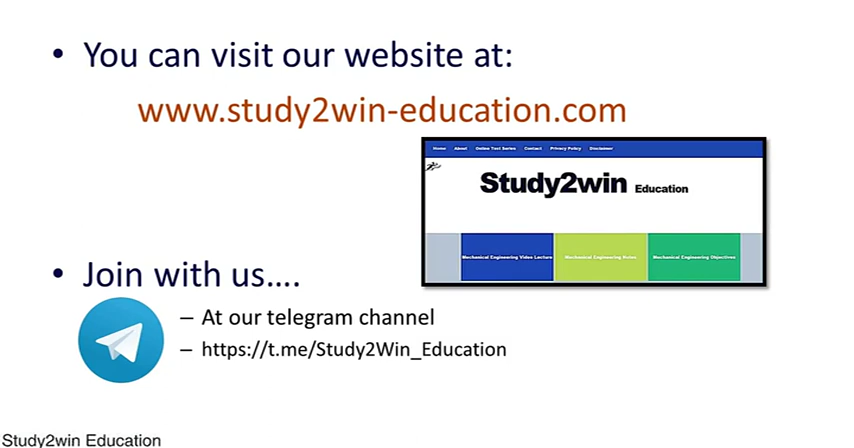 • You can visit our website at:
www.study2win-education.com
Home About Online Test Series Contact Privacy Policy Disclaimer
Study2win Education
Mechanical Engineering Video Lecture Mechanical Engineering Notes Mechanical Engineering Objectives
• Join with us....
– At our telegram channel
– https://t.me/Study2Win_Education
Study2win Education